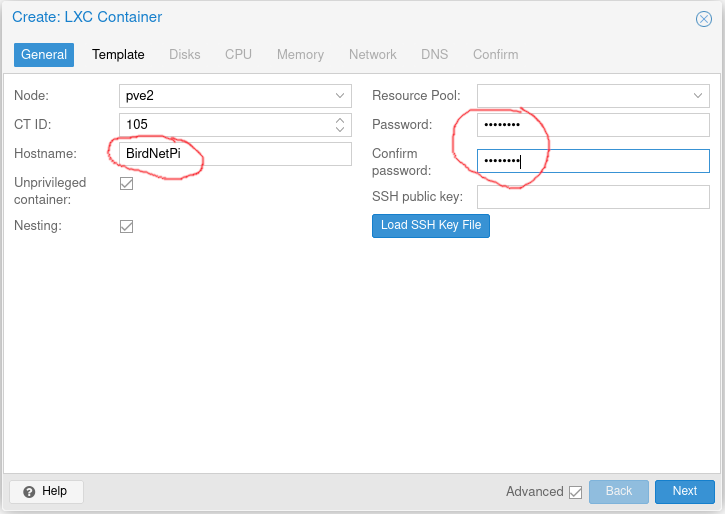 Create: LXC Container
General Template Disks CPU Memory Network DNS Confirm
Node: pve2
CT ID: 105
Hostname: BirdNetPi
Unprivileged
container:
Nesting:
Resource Pool:
Password: ••••••••
Confirm
password: ••••••••
SSH public key:
Load SSH Key File
? Help
Advanced Back Next